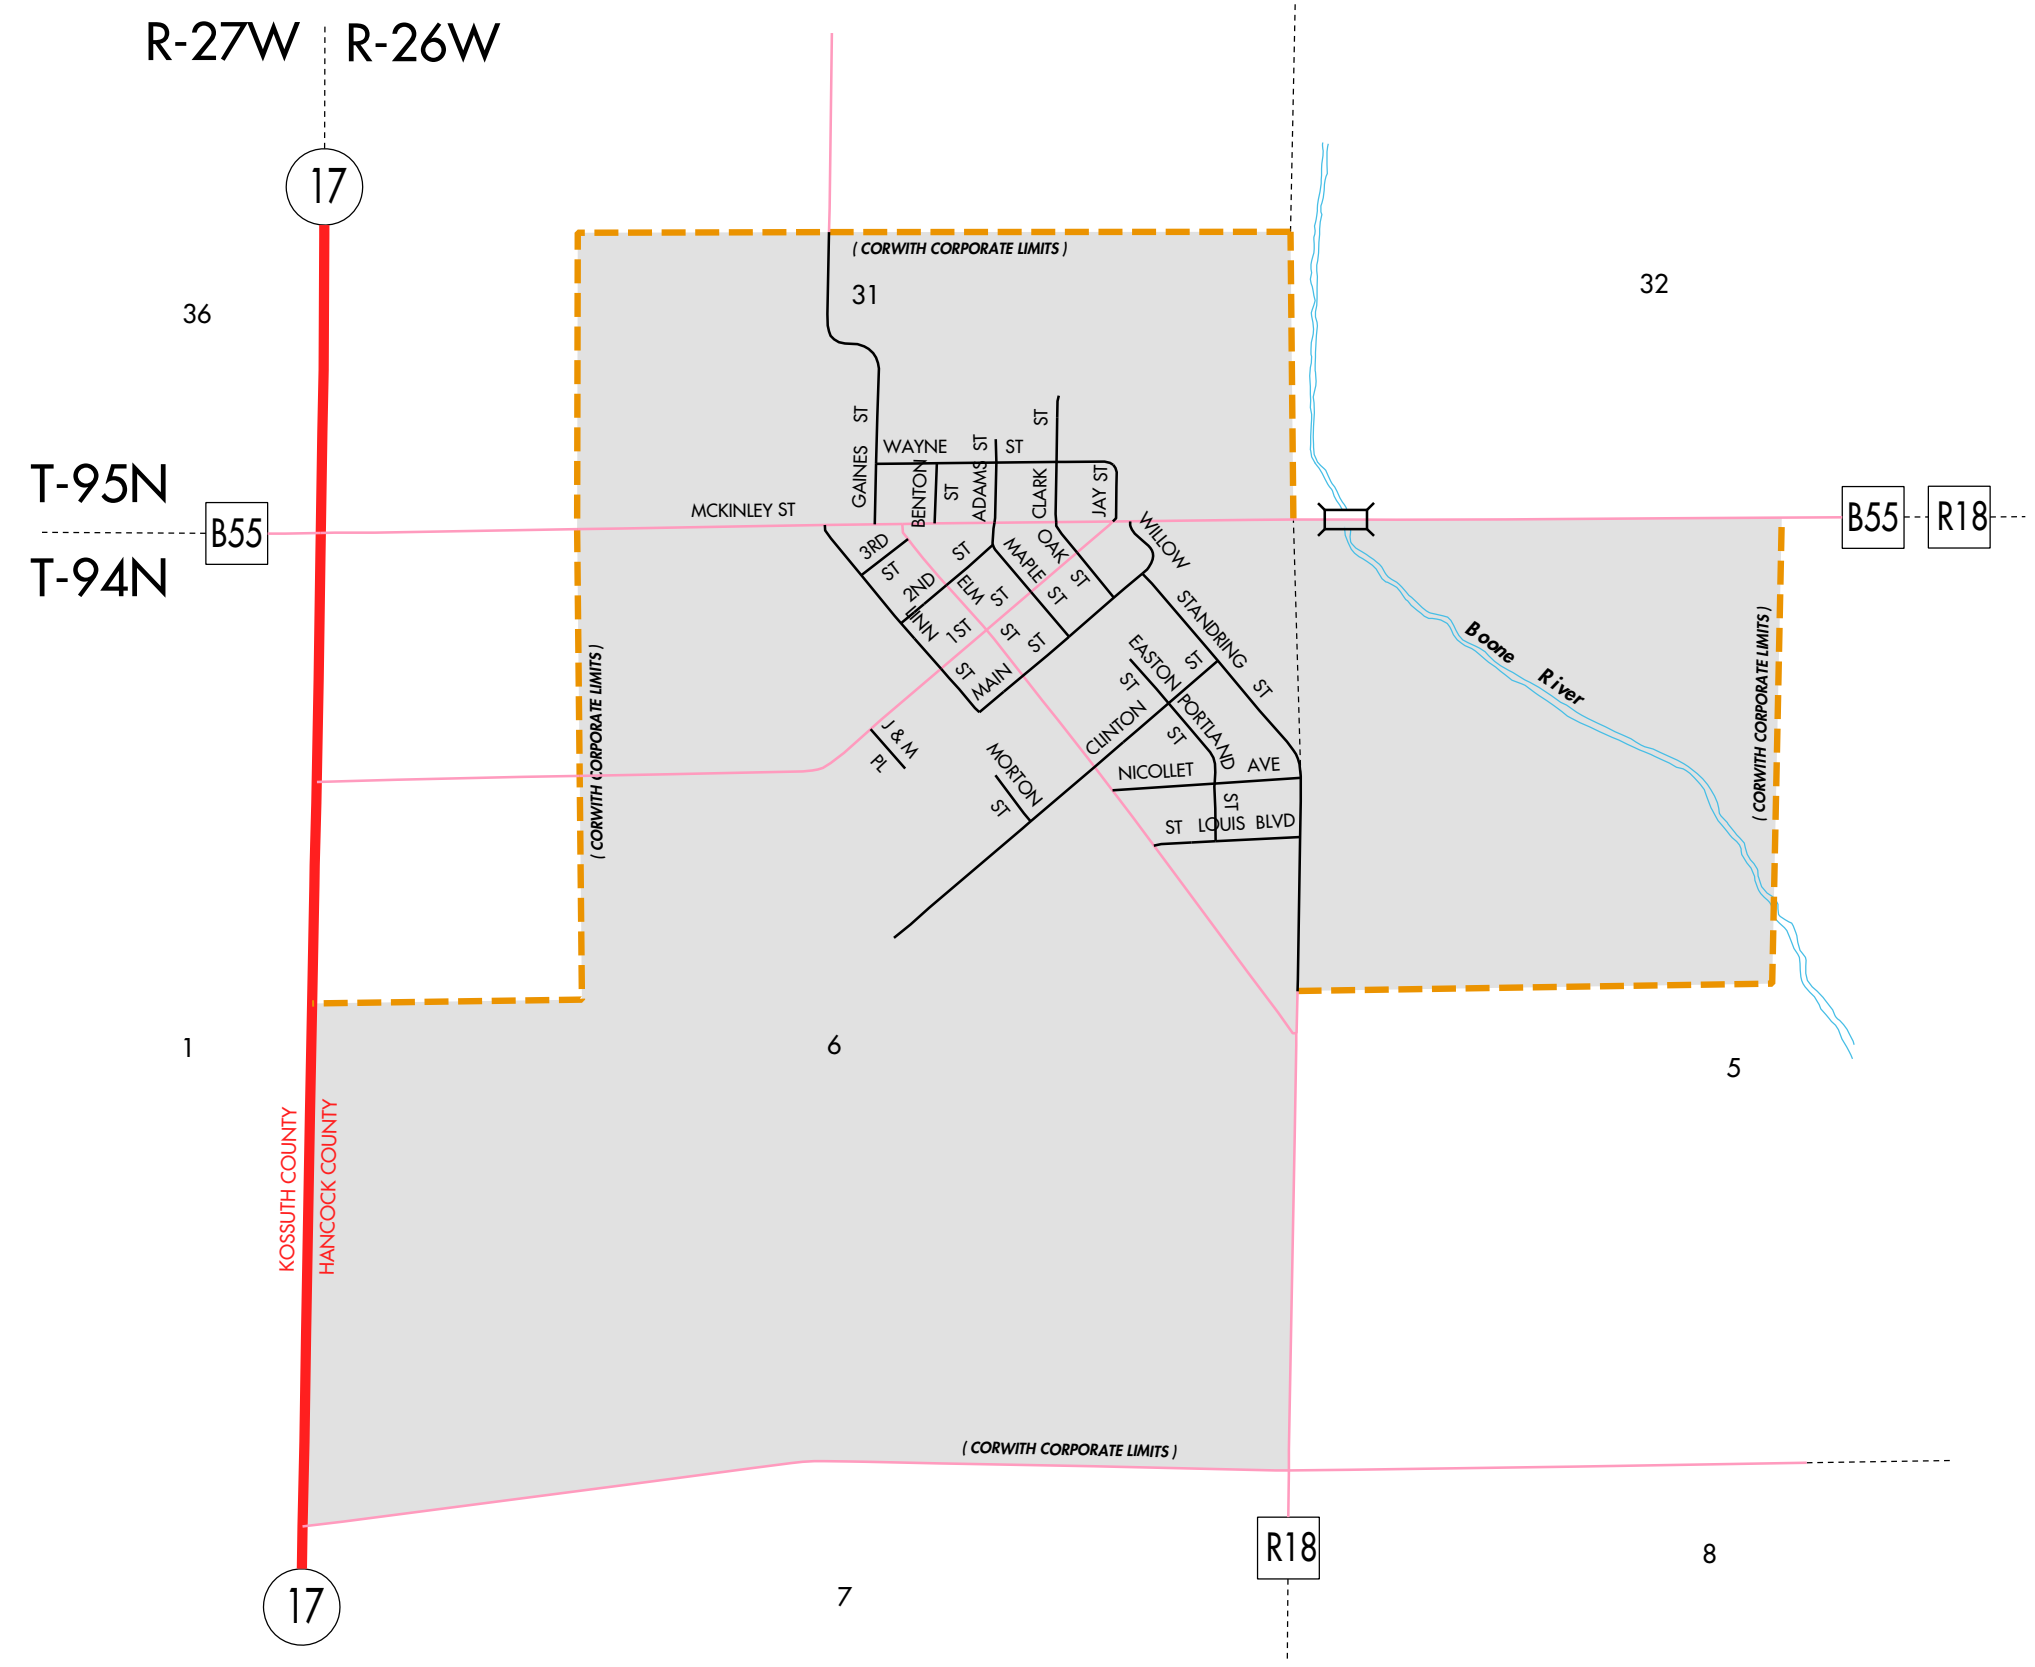 R-27W
R-26W
17
( CORWITH CORPORATE LIMITS )
31
32
36
T-95N
T-94N
B55
B55
R18
MCKINLEY ST
GAINES ST
WAYNE ST
BENTON ST
ADAMS ST
CLARK ST
JAY ST
WILLOW
3RD ST
2ND ST
1ST ST
LINN ST
ELM ST
MAPLE ST
OAK ST
MAIN ST
STANDRING ST
EASTON ST
PORTLAND ST
CLINTON ST
ST
J & M PL
MORTON ST
NICOLLET AVE
ST LOUIS BLVD
Boone River
( CORWITH CORPORATE LIMITS )
( CORWITH CORPORATE LIMITS )
1
6
5
KOSSUTH COUNTY
HANCOCK COUNTY
( CORWITH CORPORATE LIMITS )
R18
17
7
8